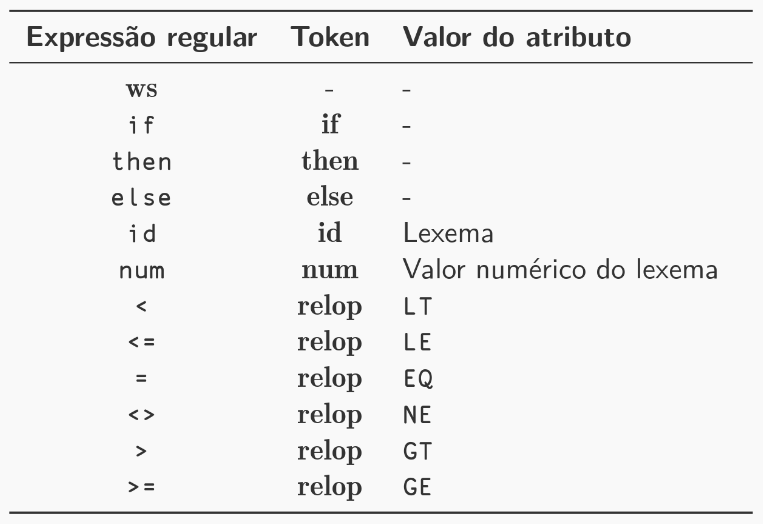 Expressão regular Token Valor do atributo
ws - -
if if -
then then -
else else -
id id Lexema
num num Valor numérico do lexema
< relop LT
<= relop LE
= relop EQ
<> relop NE
> relop GT
>= relop GE